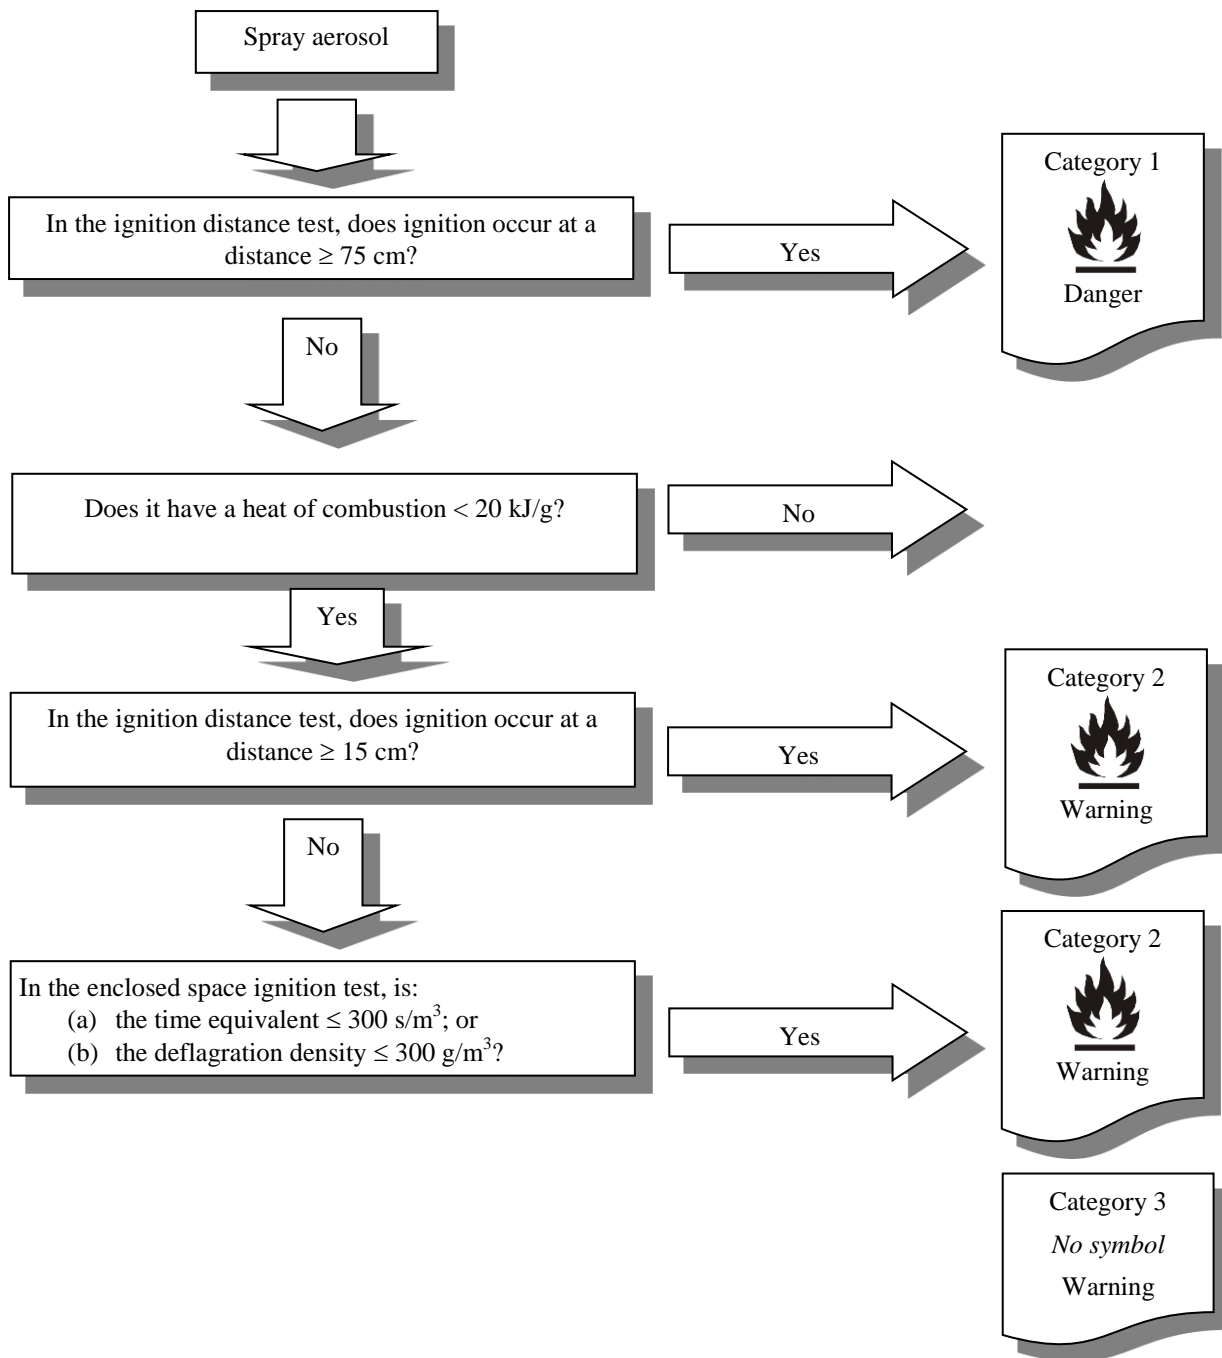 Spray aerosol
In the ignition distance test, does ignition occur at a
distance ≥ 75 cm?
Yes
Category 1
Danger
No
Does it have a heat of combustion < 20 kJ/g?
No
Yes
In the ignition distance test, does ignition occur at a
distance ≥ 15 cm?
Yes
Category 2
Warning
No
In the enclosed space ignition test, is:
(a) the time equivalent ≤ 300 s/m³; or
(b) the deflagration density ≤ 300 g/m³?
Yes
Category 2
Warning
Category 3
No symbol
Warning